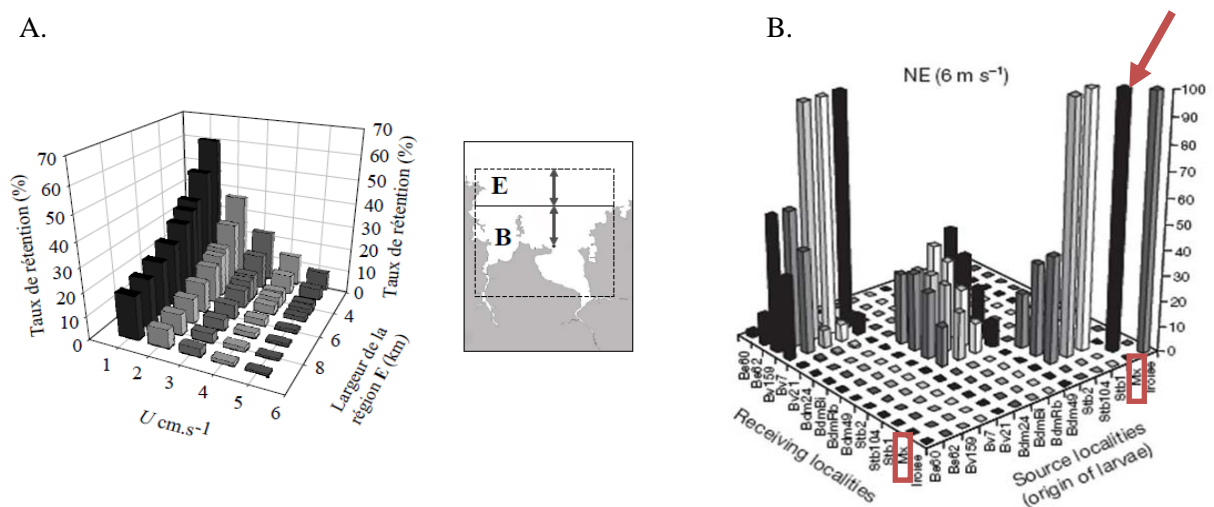 A.
Taux de rétention (%)
70
60
50
40
30
20
10
0
70
60
50
40
30
20
10
0
Taux de rétention (%)
1
2
3
4
5
6
U cm.s-1
4
6
8
Largeur de la
région E (km)
E
B
B.
NE (6 m s⁻¹)
100
90
80
70
60
50
40
30
20
10
0
Be60
Be62
Bv159
Bv7
Bv21
Bdm24
BdmBi
BdmRb
Bdm49
Stb2
Stb104
Stb1
Mx
Iroise
Receiving localities
Be60
Be62
Bv159
Bv7
Bv21
Bdm24
BdmBi
BdmRb
Bdm49
Stb2
Stb104
Stb1
Mx
Iroise
Source localities
(origin of larvae)